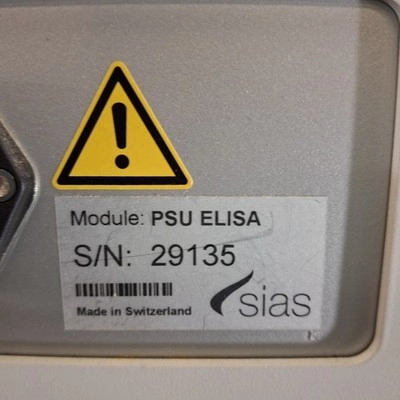 Module: PSU ELISA
S/N: 29135
Made in Switzerland
sias